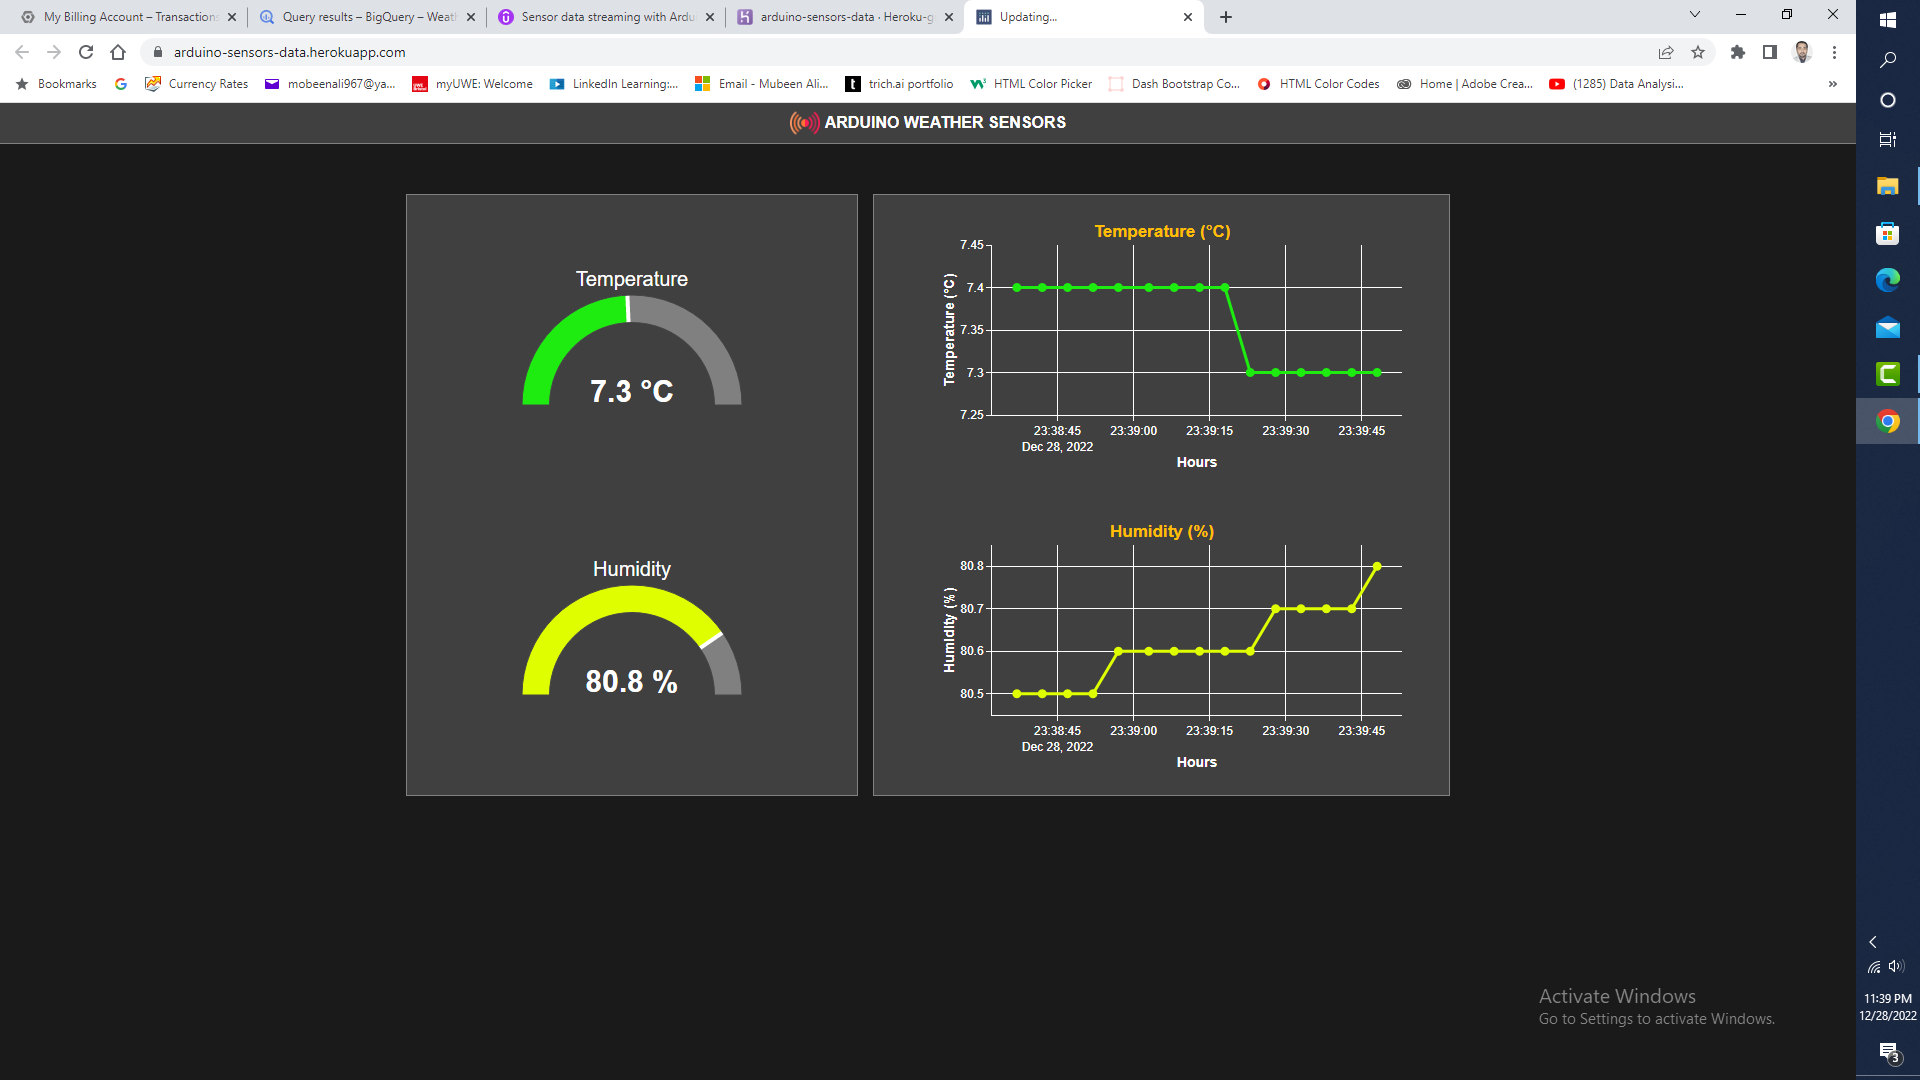 My Billing Account – Transactions
Query results – BigQuery – Weat
Sensor data streaming with Ardu
arduino-sensors-data · Heroku-g
Updating...
arduino-sensors-data.herokuapp.com
Bookmarks
Currency Rates
mobeenali967@ya...
myUWE: Welcome
LinkedIn Learning:...
Email - Mubeen Ali...
trich.ai portfolio
HTML Color Picker
Dash Bootstrap Co...
HTML Color Codes
Home | Adobe Crea...
(1285) Data Analysi...
»
ARDUINO WEATHER SENSORS
Temperature
7.3 °C
Humidity
80.8 %
Temperature (°C)
Temperature (°C)
7.45
7.4
7.35
7.3
7.25
23:38:45 23:39:00 23:39:15 23:39:30 23:39:45
Dec 28, 2022
Hours
Humidity (%)
Humidity (%)
80.8
80.7
80.6
80.5
23:38:45 23:39:00 23:39:15 23:39:30 23:39:45
Dec 28, 2022
Hours
Activate Windows
Go to Settings to activate Windows.
11:39 PM
12/28/2022
3